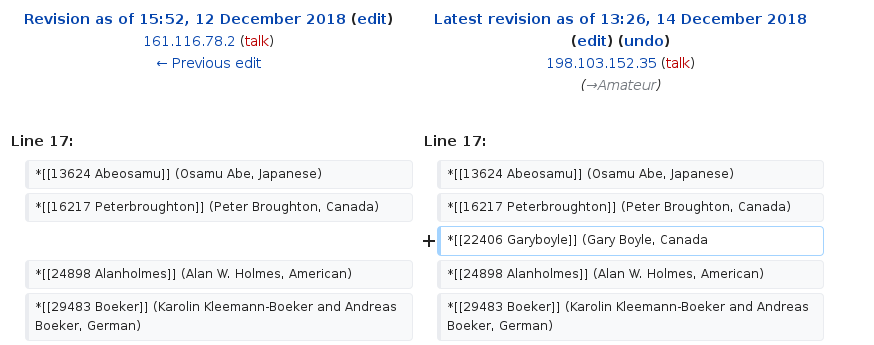 Revision as of 15:52, 12 December 2018 (edit)
161.116.78.2 (talk)
← Previous edit
Latest revision as of 13:26, 14 December 2018
(edit) (undo)
198.103.152.35 (talk)
(→Amateur)
Line 17:
Line 17:
*[[13624 Abeosamu]] (Osamu Abe, Japanese)
*[[13624 Abeosamu]] (Osamu Abe, Japanese)
*[[16217 Peterbroughton]] (Peter Broughton, Canada)
*[[16217 Peterbroughton]] (Peter Broughton, Canada)
+ *[[22406 Garyboyle]] (Gary Boyle, Canada
*[[24898 Alanholmes]] (Alan W. Holmes, American)
*[[24898 Alanholmes]] (Alan W. Holmes, American)
*[[29483 Boeker]] (Karolin Kleemann-Boeker and Andreas
Boeker, German)
*[[29483 Boeker]] (Karolin Kleemann-Boeker and Andreas
Boeker, German)